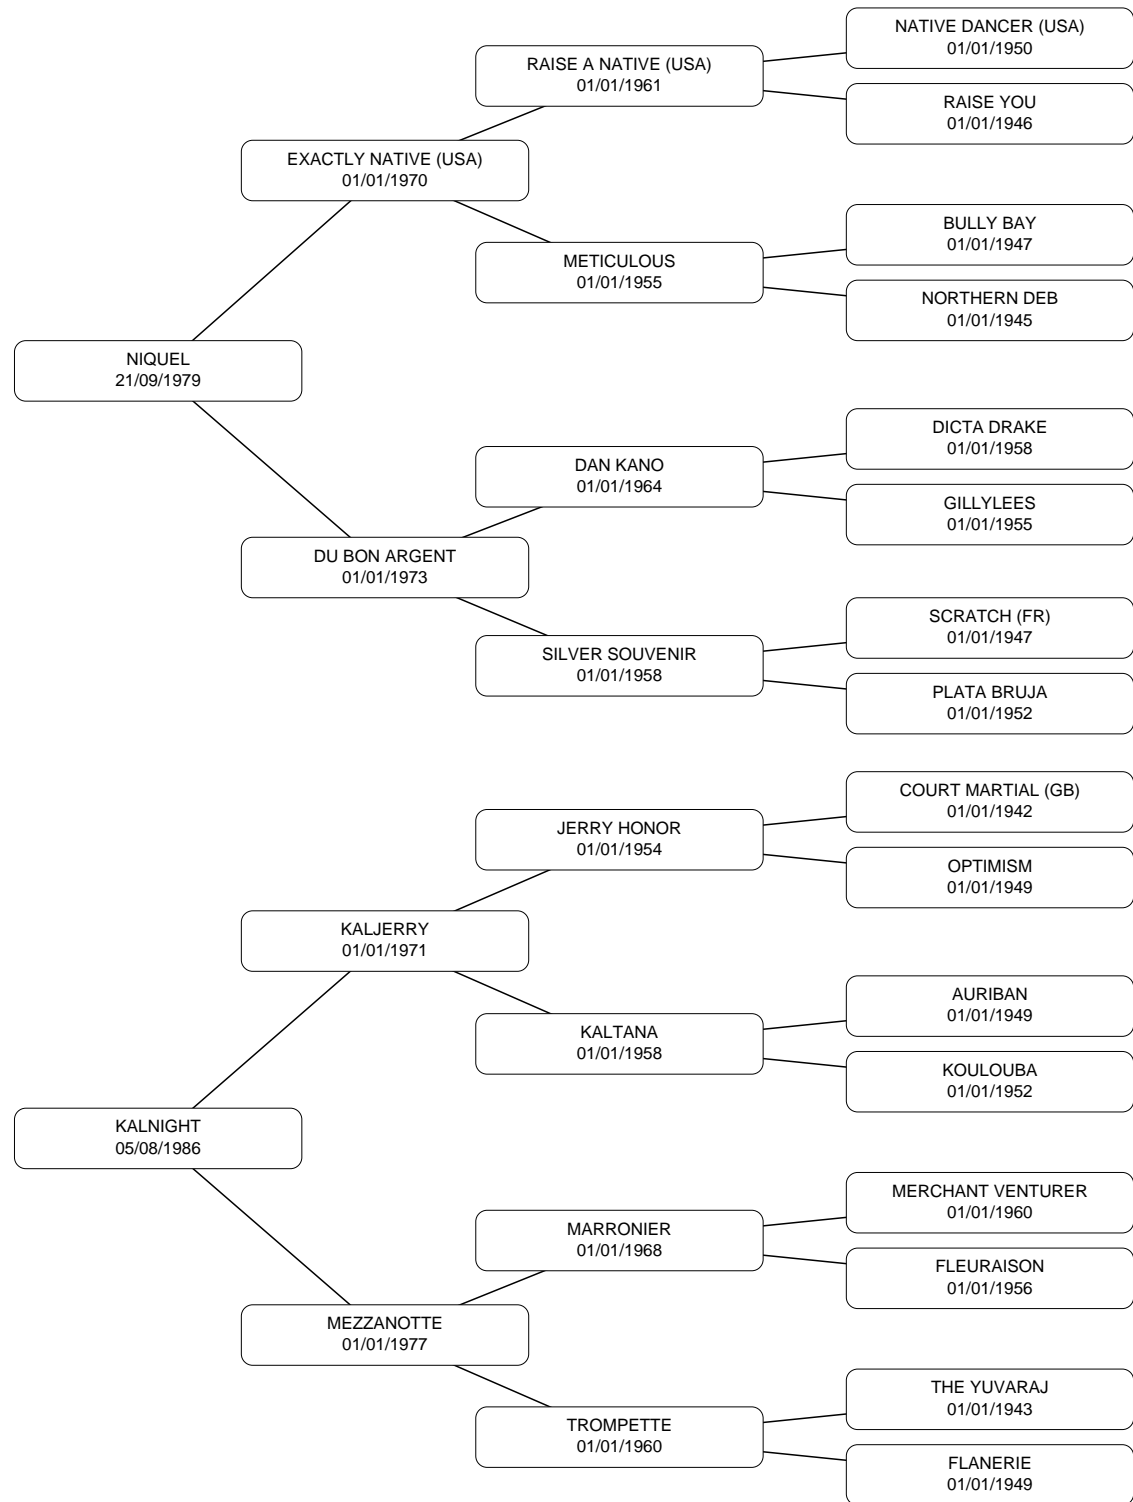 NATIVE DANCER (USA)
01/01/1950
RAISE A NATIVE (USA)
01/01/1961
RAISE YOU
01/01/1946
EXACTLY NATIVE (USA)
01/01/1970
BULLY BAY
01/01/1947
METICULOUS
01/01/1955
NORTHERN DEB
01/01/1945
NIQUEL
21/09/1979
DICTA DRAKE
01/01/1958
DAN KANO
01/01/1964
GILLYLEES
01/01/1955
DU BON ARGENT
01/01/1973
SCRATCH (FR)
01/01/1947
SILVER SOUVENIR
01/01/1958
PLATA BRUJA
01/01/1952
COURT MARTIAL (GB)
01/01/1942
JERRY HONOR
01/01/1954
OPTIMISM
01/01/1949
KALJERRY
01/01/1971
AURIBAN
01/01/1949
KALTANA
01/01/1958
KOULOUBA
01/01/1952
KALNIGHT
05/08/1986
MERCHANT VENTURER
01/01/1960
MARRONIER
01/01/1968
FLEURAISON
01/01/1956
MEZZANOTTE
01/01/1977
THE YUVARAJ
01/01/1943
TROMPETTE
01/01/1960
FLANERIE
01/01/1949